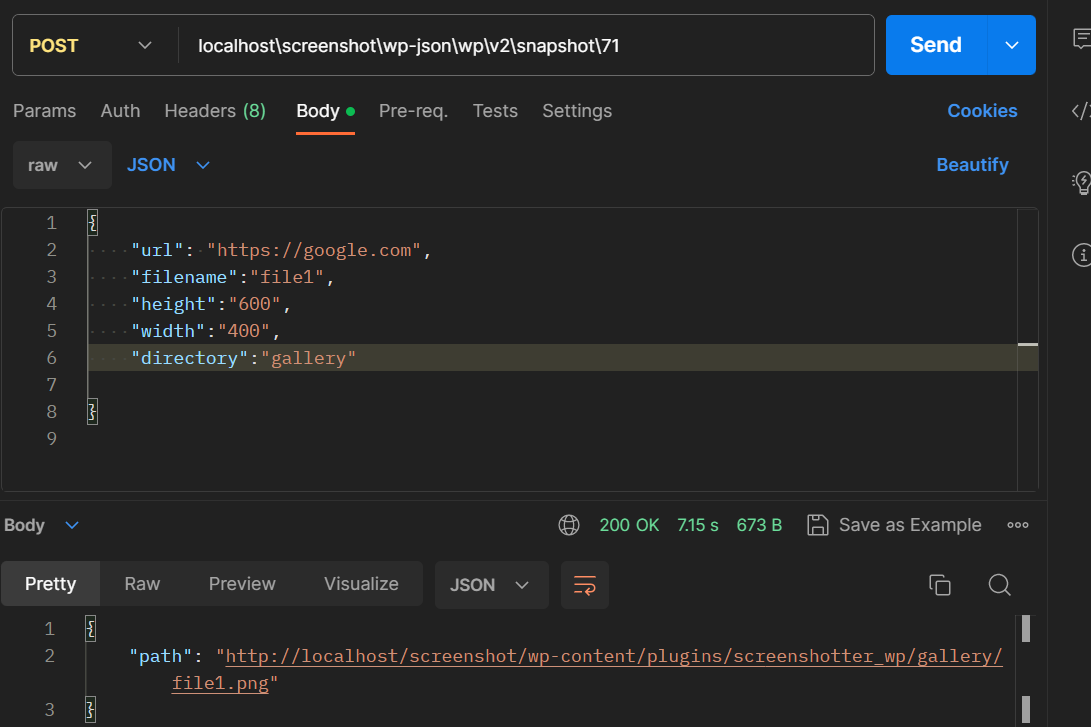 POST localhost\screenshot\wp-json\wp\v2\snapshot\71 Send
Params Auth Headers (8) Body Pre-req. Tests Settings Cookies
raw JSON Beautify
1 {
2 "url": "https://google.com",
3 "filename":"file1",
4 "height":"600",
5 "width":"400",
6 "directory":"gallery"
7
8 }
9
Body 200 OK 7.15 s 673 B Save as Example
Pretty Raw Preview Visualize JSON
1 {
2 "path": "http://localhost/screenshot/wp-content/plugins/screenshotter_wp/gallery/
file1.png"
3 }